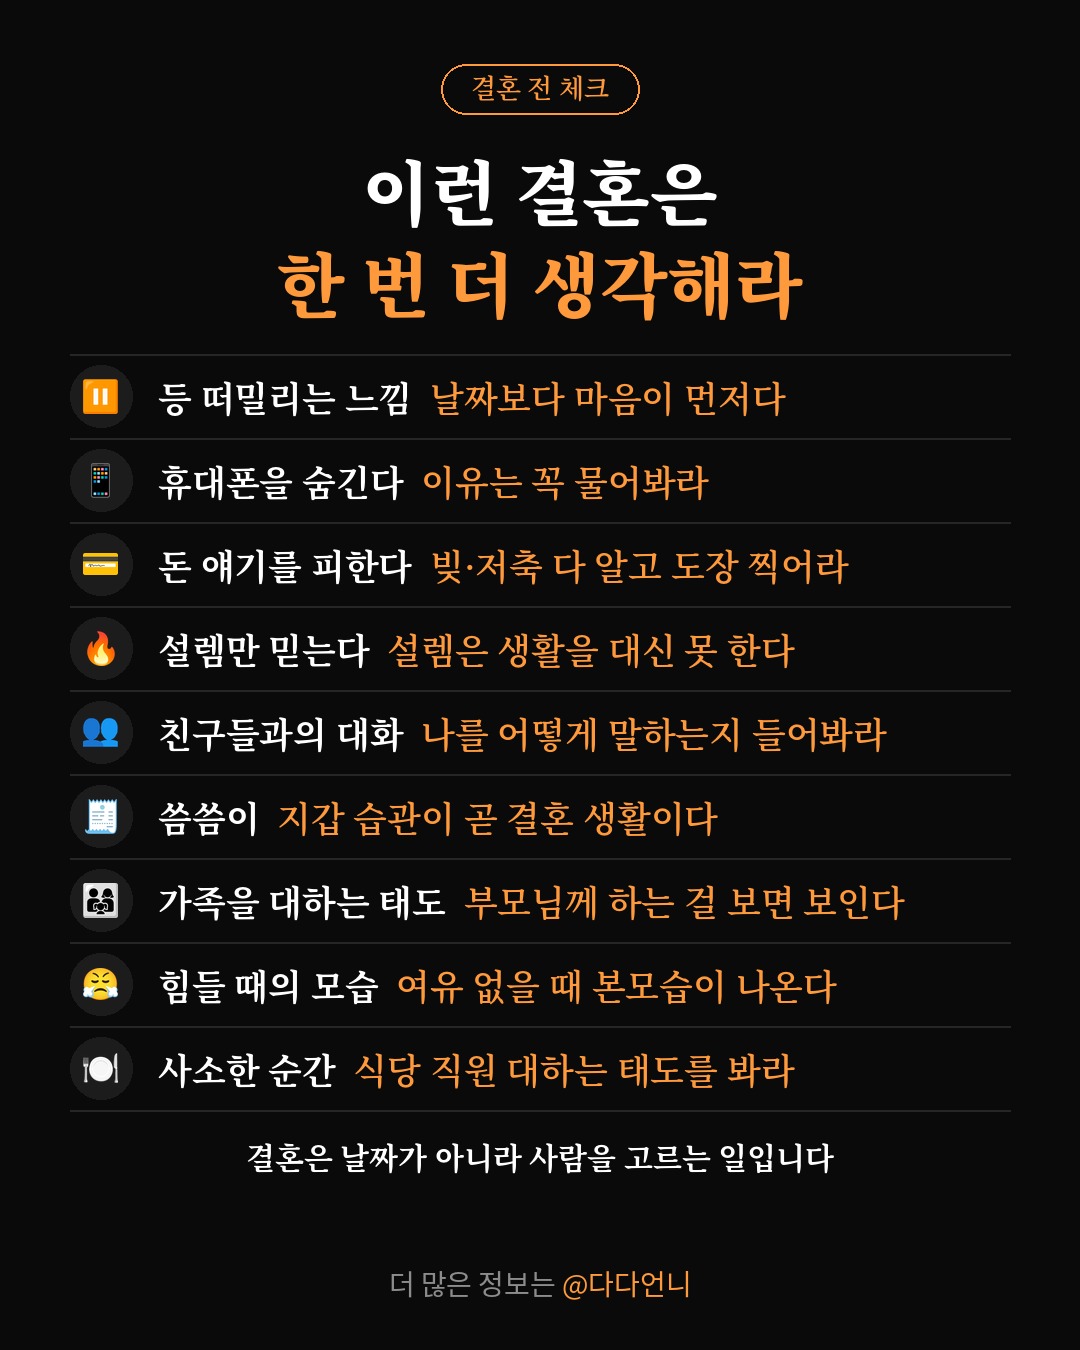 결혼 전 체크
이런 결혼은
한 번 더 생각해라
등 떠밀리는 느낌 날짜보다 마음이 먼저다
휴대폰을 숨긴다 이유는 꼭 물어봐라
돈 얘기를 피한다 빚·저축 다 알고 도장 찍어라
설렘만 믿는다 설렘은 생활을 대신 못 한다
친구들과의 대화 나를 어떻게 말하는지 들어봐라
씀씀이 지갑 습관이 곧 결혼 생활이다
가족을 대하는 태도 부모님께 하는 걸 보면 보인다
힘들 때의 모습 여유 없을 때 본모습이 나온다
사소한 순간 식당 직원 대하는 태도를 봐라
결혼은 날짜가 아니라 사람을 고르는 일입니다
더 많은 정보는 @다다언니